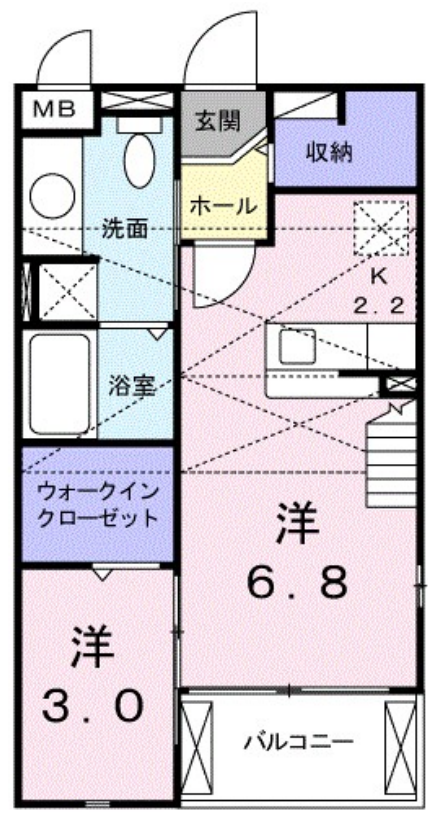 MB
玄関
収納
ホール
洗面
K
2.2
浴室
ウォークイン
クローゼット
洋
6.8
洋
3.0
バルコニー